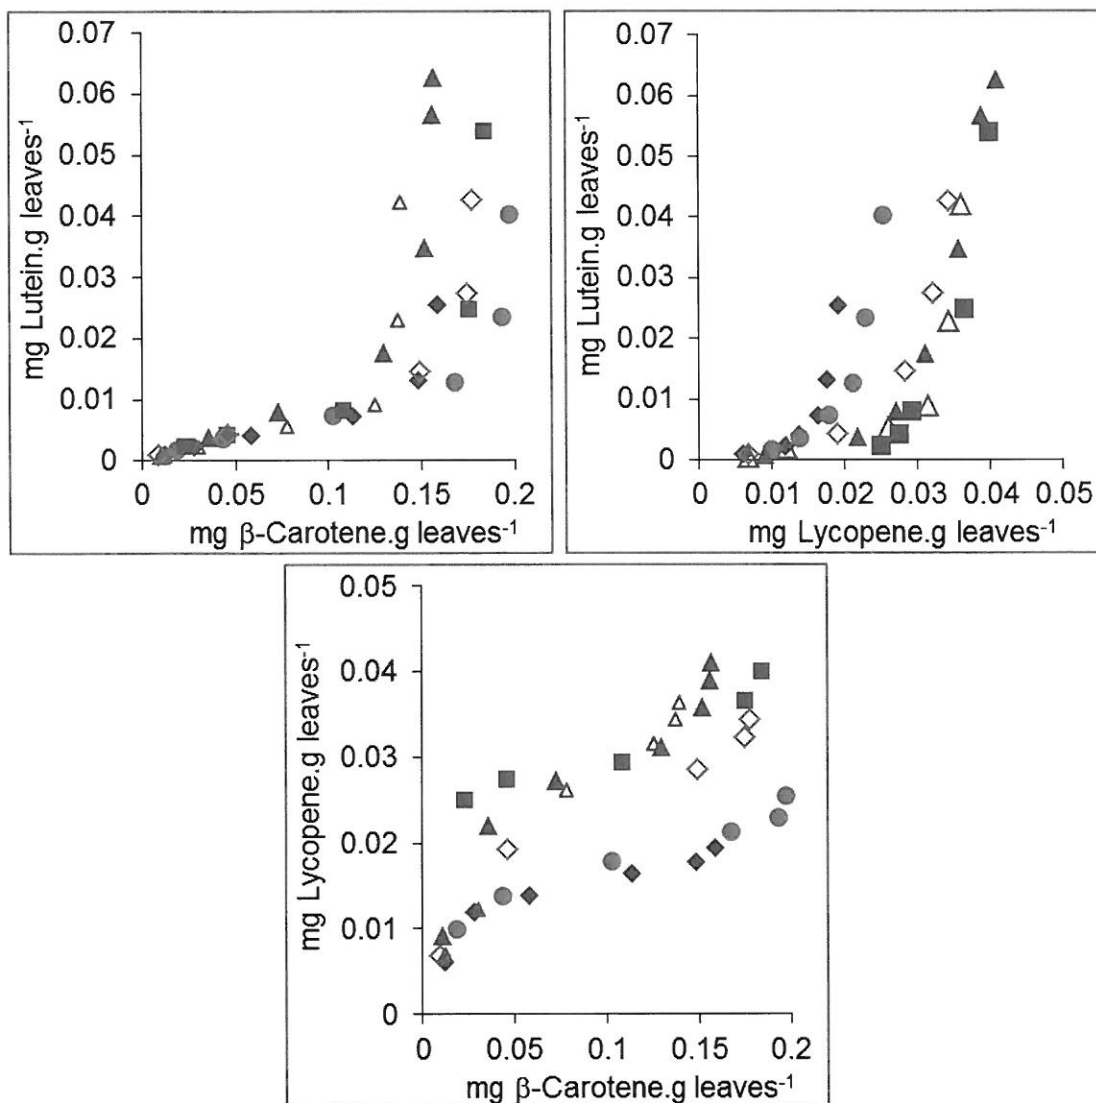 mg Lutein.g leaves⁻¹
0.07
0.06
0.05
0.04
0.03
0.02
0.01
0
0 0.05 0.1 0.15 0.2
mg β-Carotene.g leaves⁻¹
mg Lutein.g leaves⁻¹
0.07
0.06
0.05
0.04
0.03
0.02
0.01
0
0 0.01 0.02 0.03 0.04 0.05
mg Lycopene.g leaves⁻¹
mg Lycopene.g leaves⁻¹
0.05
0.04
0.03
0.02
0.01
0
0 0.05 0.1 0.15 0.2
mg β-Carotene.g leaves⁻¹